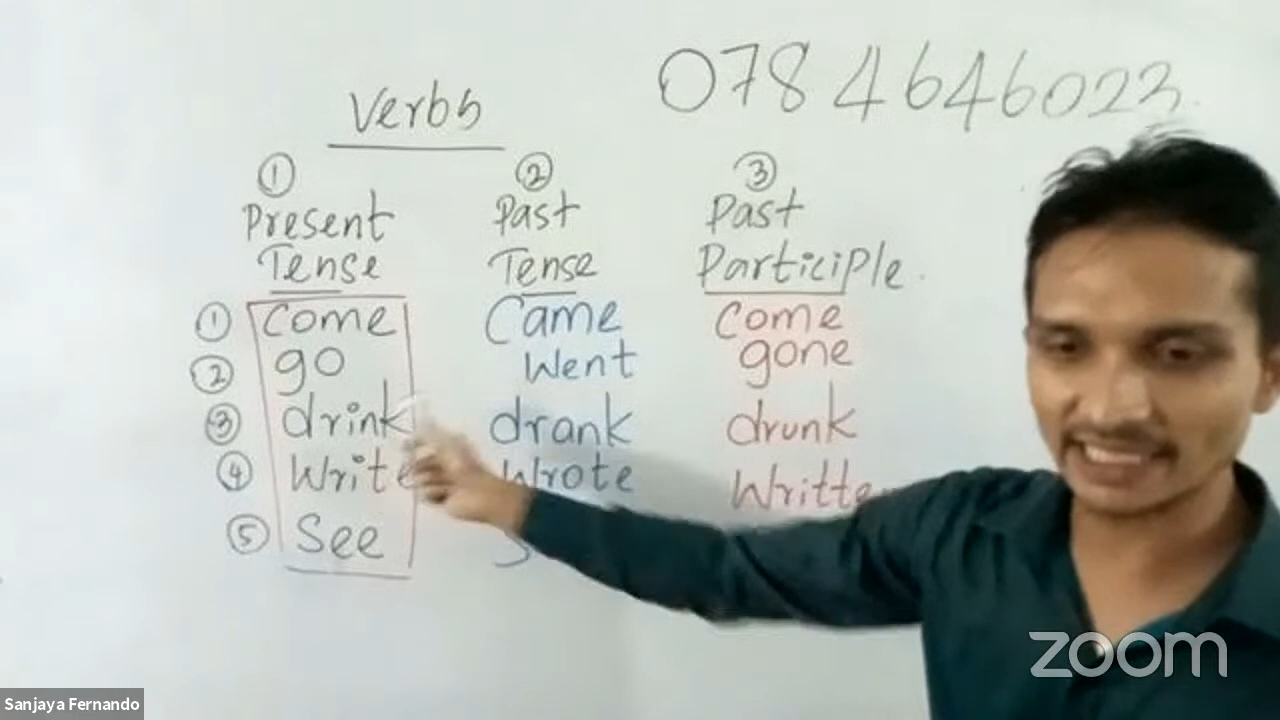 0784646023
Verbs
① ② ③
Present Past Past
Tense Tense Participle.
① Come Came Come
② go Went gone
③ drink drank drunk
④ Write Wrote
⑤ See
zoom
Sanjaya Fernando